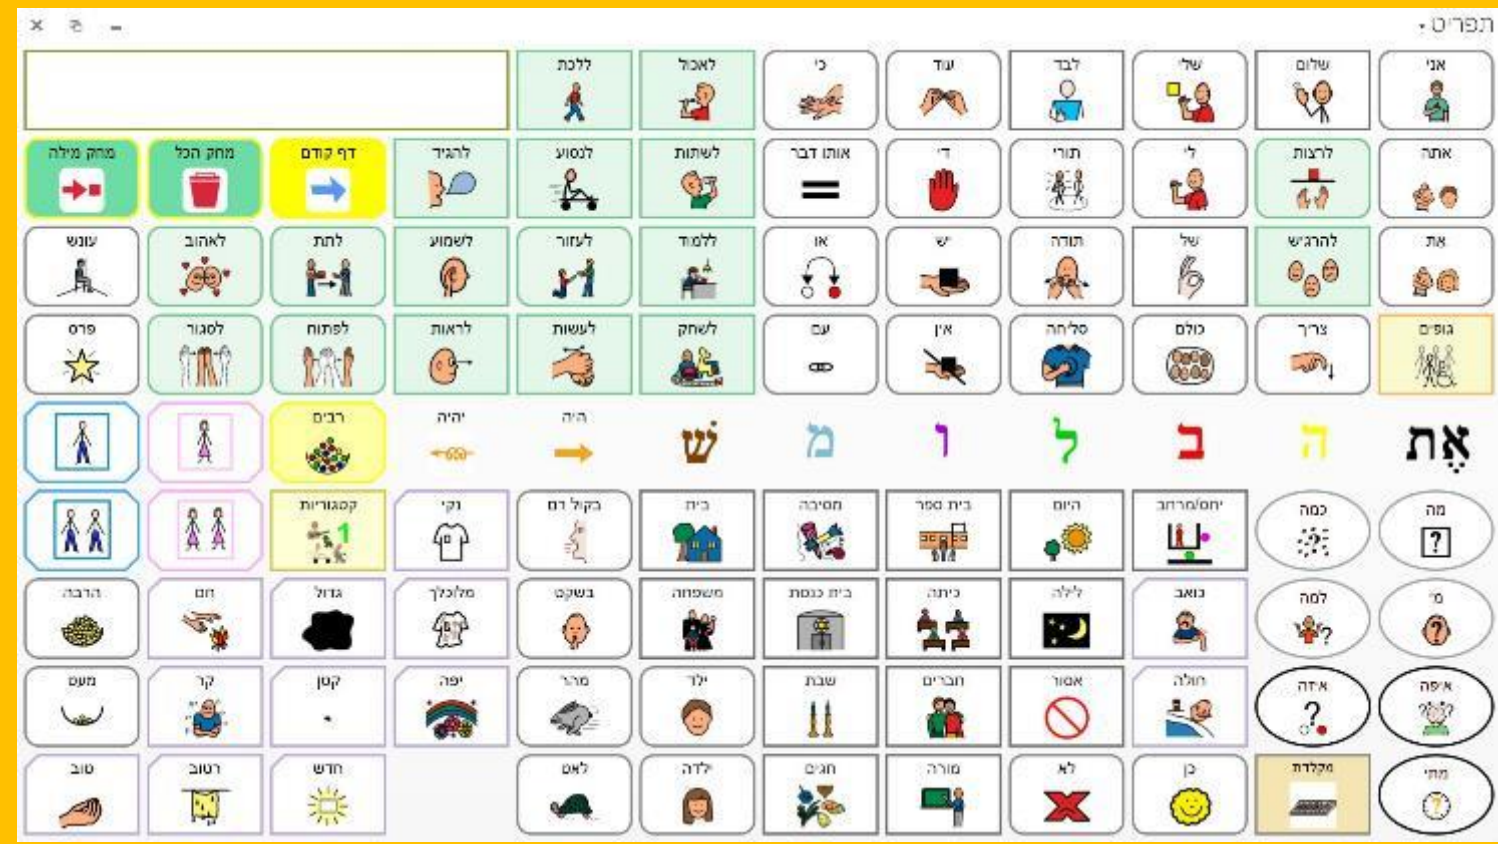 תפריט
אני שלום שלי לבד עוד כי לאכול ללכת
אתה לרצות לי תורי די אותו דבר לשתות לנסוע להגיד דף קודם מחק הכל מחק מילה
את להרגיש של תודה יש או ללמוד לעזור לשמוע לתת לאהוב עונש
גופים צריך כולם סליחה אין עם לשחק לעשות לראות לפתוח לסגור פרס
אֶת ה ב ל ו מ שׁ היה יהיה רבים
מה ? כמה ? יחס/מרחב היום בית ספר מסיבה בית בקול רם נקי קטגוריות 1
מי ? למה ? כואב לילה כיתה בית כנסת משפחה בשקט מלוכלך גדול חם הרבה
איפה ? ? איזה ? חולה אסור חברים שבת ילד מהר יפה קטן קר מעט
מתי ? מקלדת כן לא מורה חגים ילדה לאט חדש רטוב טוב